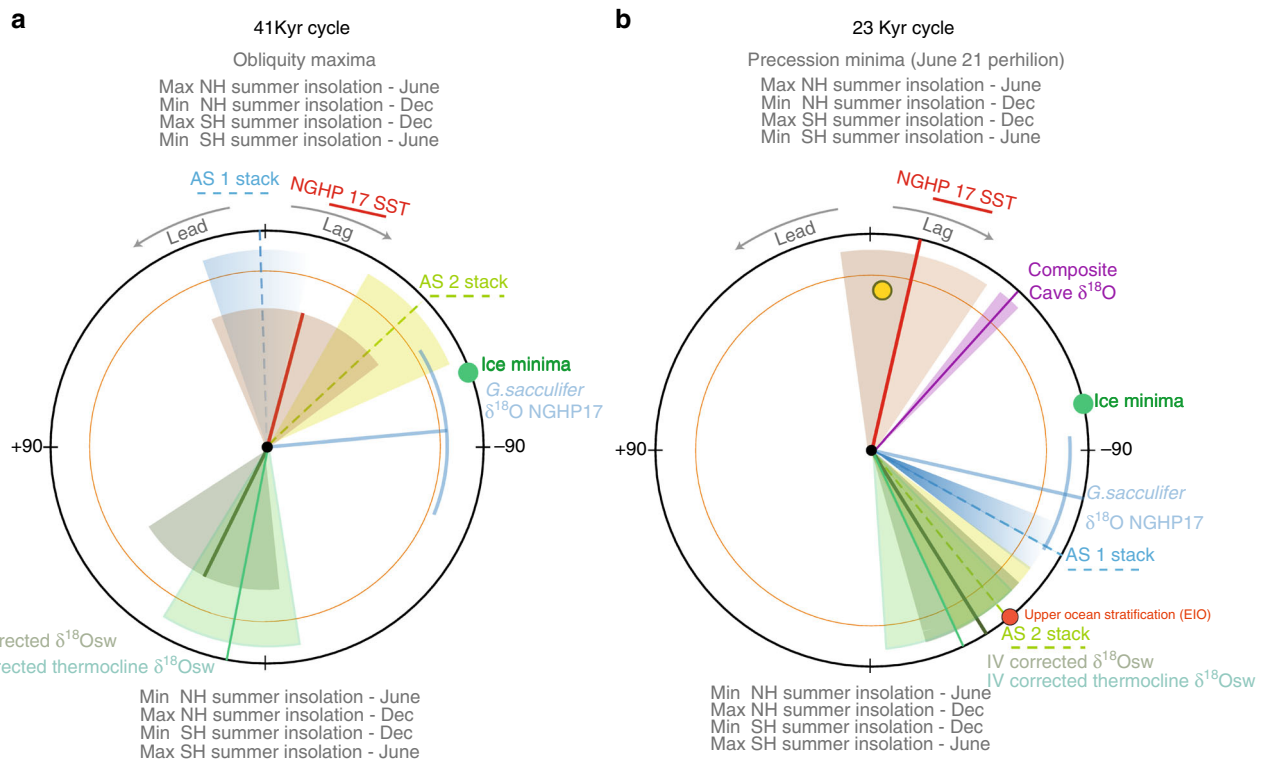 a
41Kyr cycle
Obliquity maxima
Max NH summer insolation - June
Min NH summer insolation - Dec
Max SH summer insolation - Dec
Min SH summer insolation - June
AS 1 stack
NGHP 17 SST
Lead
Lag
AS 2 stack
Ice minima
G.sacculifer
δ¹⁸O NGHP17
+90
–90
rected δ¹⁸Osw
rected thermocline δ¹⁸Osw
Min NH summer insolation - June
Max NH summer insolation - Dec
Min SH summer insolation - Dec
Max SH summer insolation - June
b
23 Kyr cycle
Precession minima (June 21 perhilion)
Max NH summer insolation - June
Min NH summer insolation - Dec
Max SH summer insolation - Dec
Min SH summer insolation - June
NGHP 17 SST
Lead
Lag
Composite
Cave δ¹⁸O
Ice minima
+90
–90
G.sacculifer
δ¹⁸O NGHP17
AS 1 stack
Upper ocean stratification (EIO)
AS 2 stack
IV corrected δ¹⁸Osw
IV corrected thermocline δ¹⁸Osw
Min NH summer insolation - June
Max NH summer insolation - Dec
Min SH summer insolation - Dec
Max SH summer insolation - June